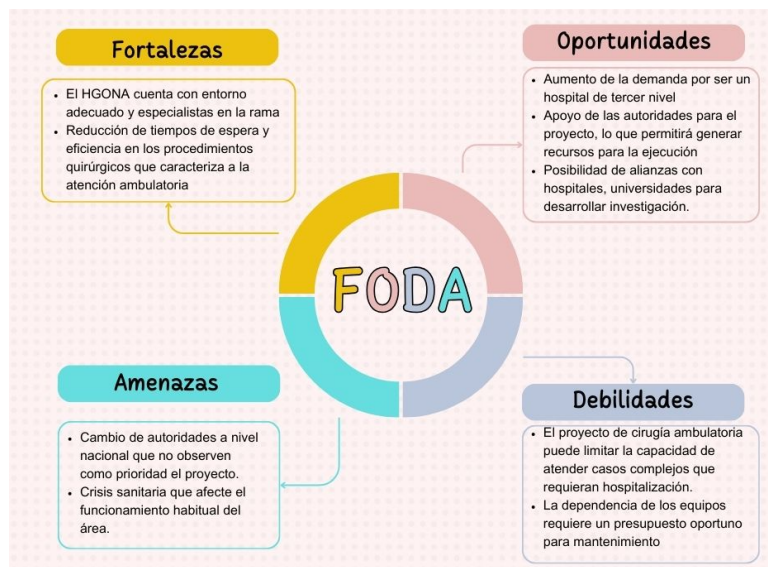 Fortalezas
• El HGONA cuenta con entorno
adecuado y especialistas en la rama
• Reducción de tiempos de espera y
eficiencia en los procedimientos
quirúrgicos que caracteriza a la
atención ambulatoria
Oportunidades
• Aumento de la demanda por ser un
hospital de tercer nivel
• Apoyo de las autoridades para el
proyecto, lo que permitirá generar
recursos para la ejecución
• Posibilidad de alianzas con
hospitales, universidades para
desarrollar investigación.
FODA
Amenazas
• Cambio de autoridades a nivel
nacional que no observen
como prioridad el proyecto.
• Crisis sanitaria que afecte el
funcionamiento habitual del
área.
Debilidades
• El proyecto de cirugía ambulatoria
puede limitar la capacidad de
atender casos complejos que
requieran hospitalización.
• La dependencia de los equipos
requiere un presupuesto oportuno
para mantenimiento